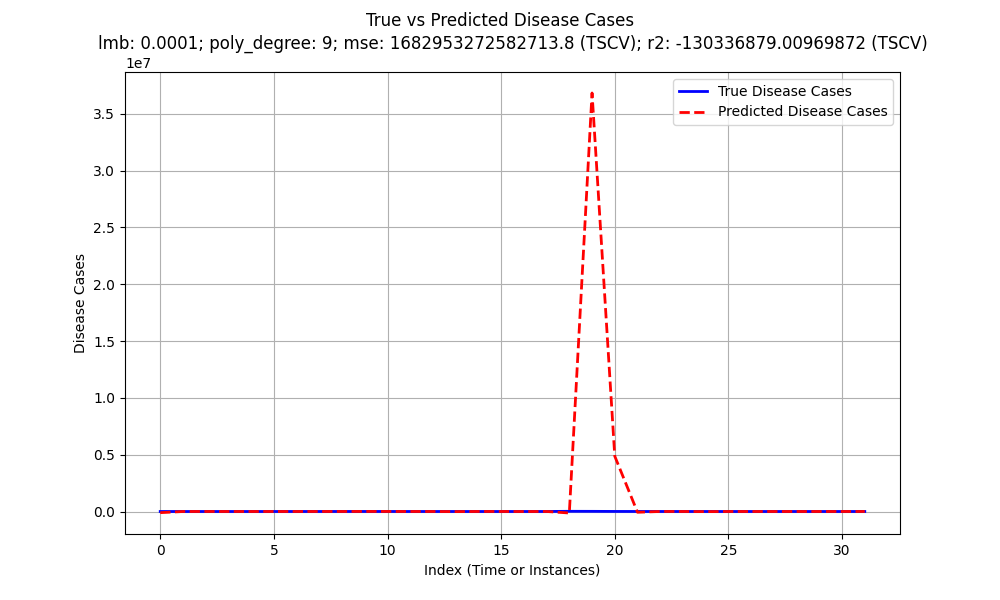 True vs Predicted Disease Cases
lmb: 0.0001; poly_degree: 9; mse: 1682953272582713.8 (TSCV); r2: -130336879.00969872 (TSCV)
1e7
True Disease Cases
Predicted Disease Cases
3.5
3.0
2.5
2.0
1.5
1.0
0.5
0.0
Disease Cases
0 5 10 15 20 25 30
Index (Time or Instances)